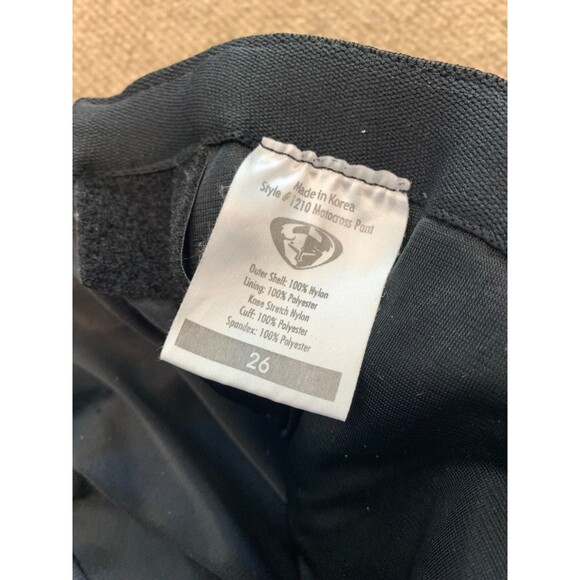 Made in Korea
Style #1210 Motocross Pant
Outer Shell: 100% Nylon
Lining: 100% Polyester
Knee Stretch Nylon
Cuff: 100% Polyester
Spandex: 100% Polyester
26